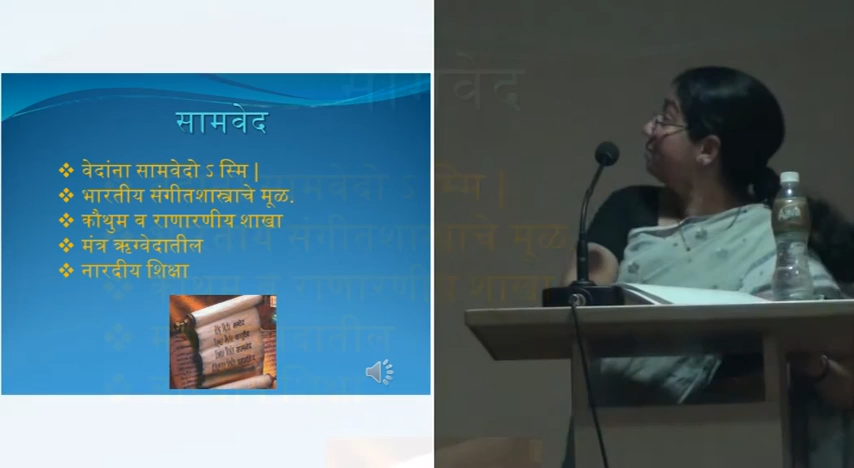 सामवेद
❖ वेदांना सामवेदो ऽ स्मि |
❖ भारतीय संगीतशास्त्राचे मूळ.
❖ कौथुम व राणारणीय शाखा
❖ मंत्र ऋग्वेदातील
❖ नारदीय शिक्षा